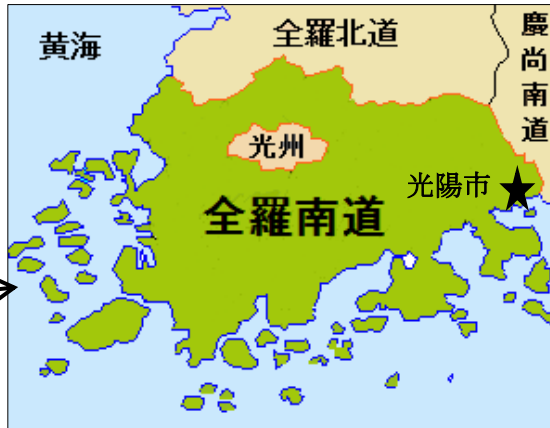 黄海
全羅北道
慶尚南道
光州
光陽市
全羅南道